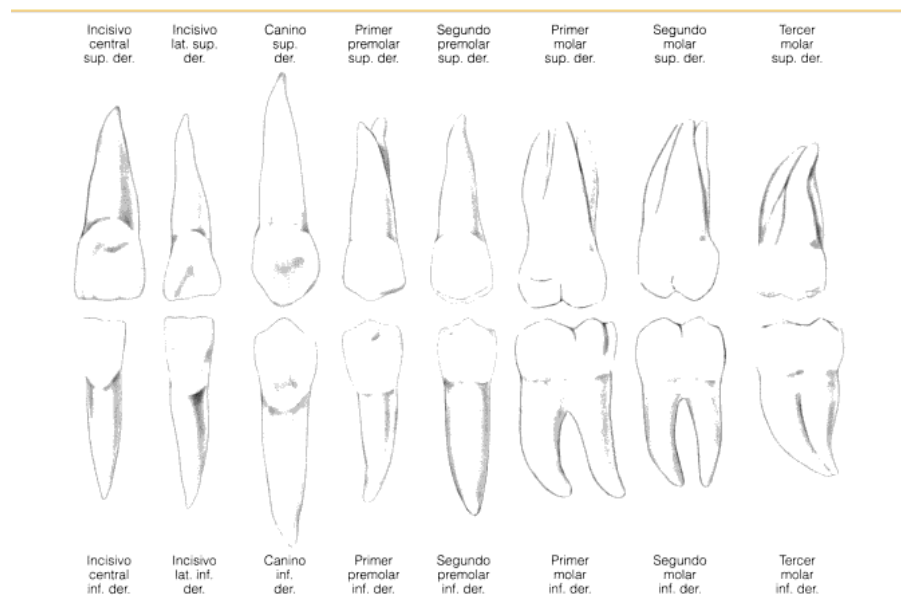 Incisivo
central
sup. der.
Incisivo
lat. sup.
der.
Canino
sup.
der.
Primer
premolar
sup. der.
Segundo
premolar
sup. der.
Primer
molar
sup. der.
Segundo
molar
sup. der.
Tercer
molar
sup. der.
Incisivo
central
inf. der.
Incisivo
lat. inf.
der.
Canino
inf.
der.
Primer
premolar
inf. der.
Segundo
premolar
inf. der.
Primer
molar
inf. der.
Segundo
molar
inf. der.
Tercer
molar
inf. der.